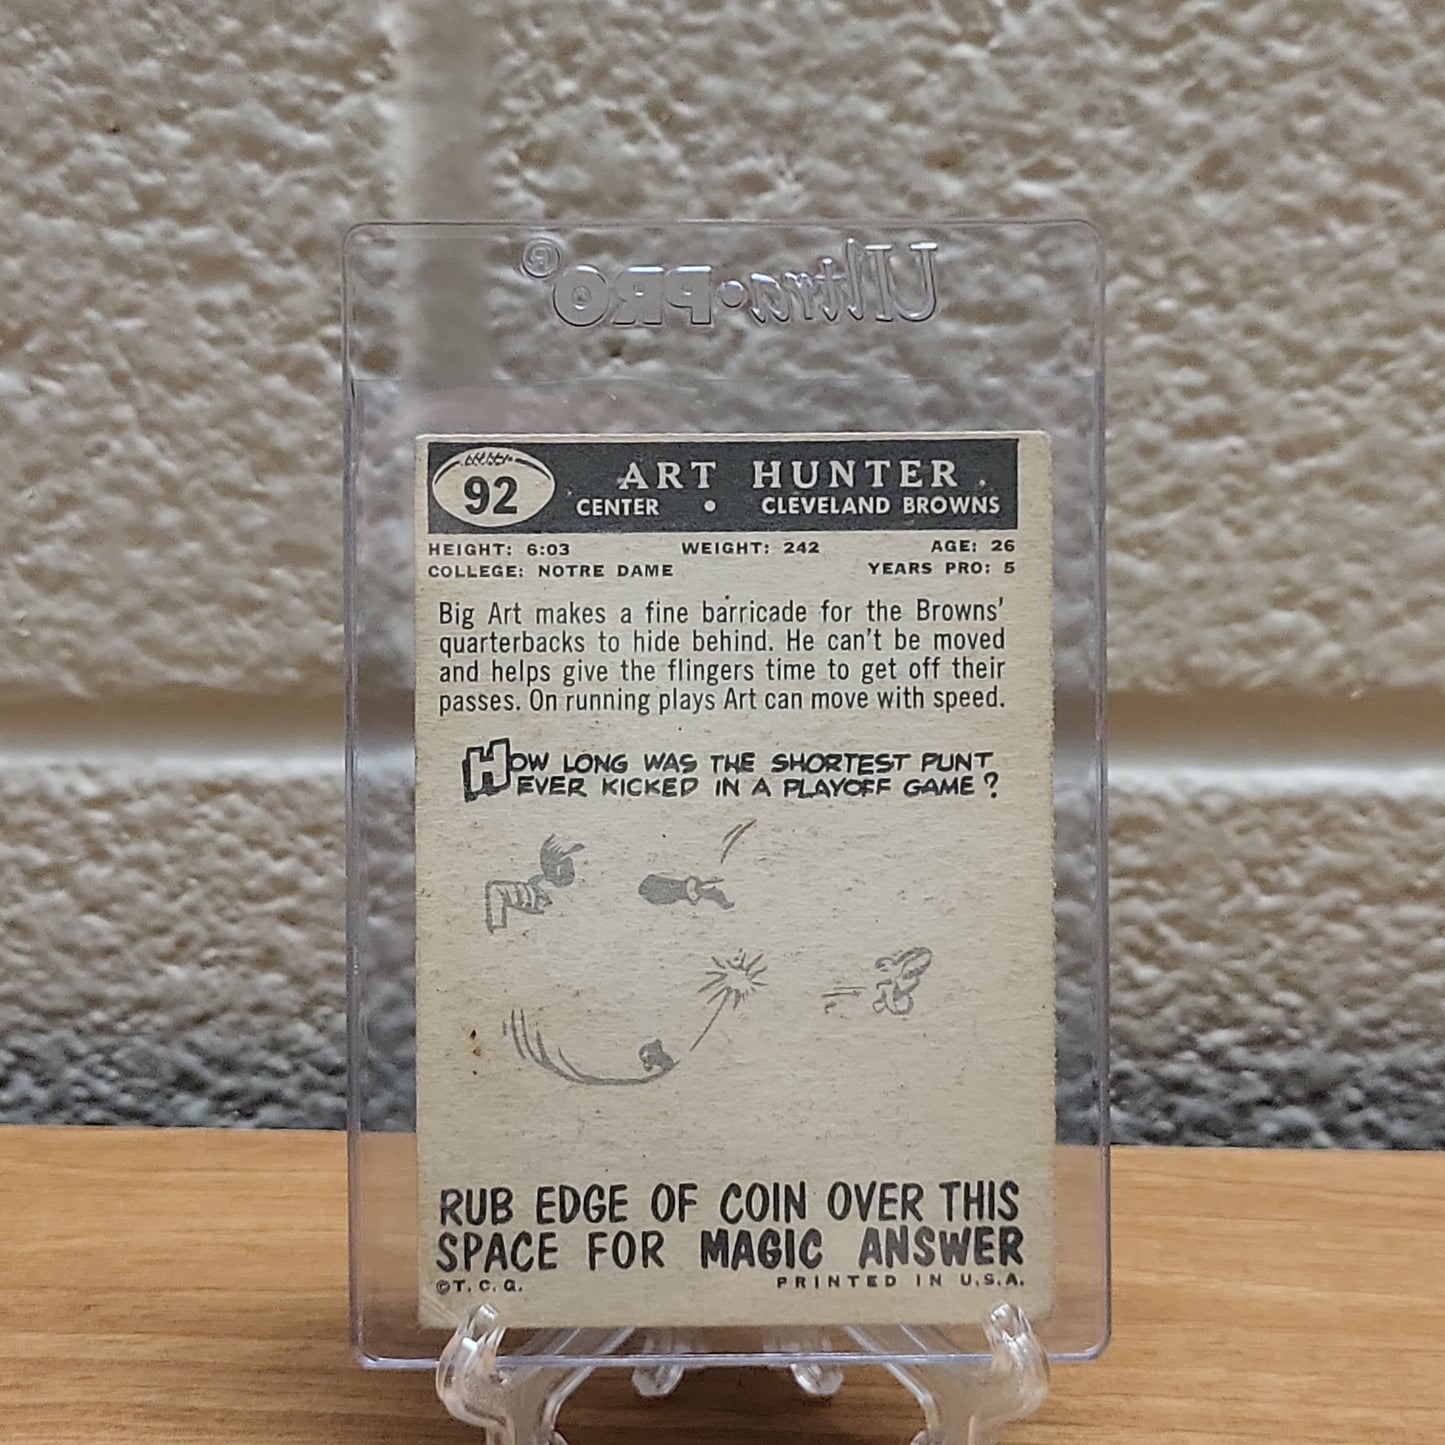 Ultra•PRO®
92
ART HUNTER
CENTER • CLEVELAND BROWNS
HEIGHT: 6:03 WEIGHT: 242 AGE: 26
COLLEGE: NOTRE DAME YEARS PRO: 5
Big Art makes a fine barricade for the Browns'
quarterbacks to hide behind. He can't be moved
and helps give the flingers time to get off their
passes. On running plays Art can move with speed.
HOW LONG WAS THE SHORTEST PUNT
EVER KICKED IN A PLAYOFF GAME?
RUB EDGE OF COIN OVER THIS
SPACE FOR MAGIC ANSWER
©T.C.G. PRINTED IN U.S.A.